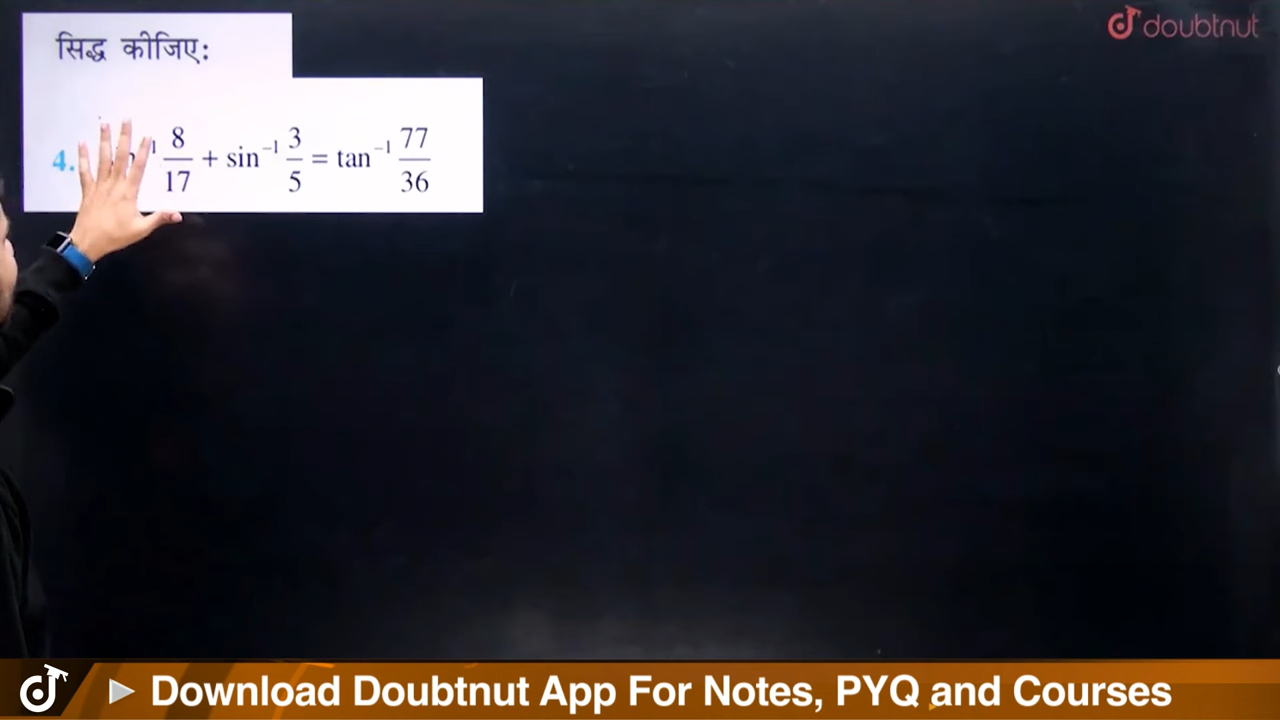 सिद्ध कीजिए:
doubtnut
4. ⁻¹ 8/17 + sin⁻¹ 3/5 = tan⁻¹ 77/36
Download Doubtnut App For Notes, PYQ and Courses